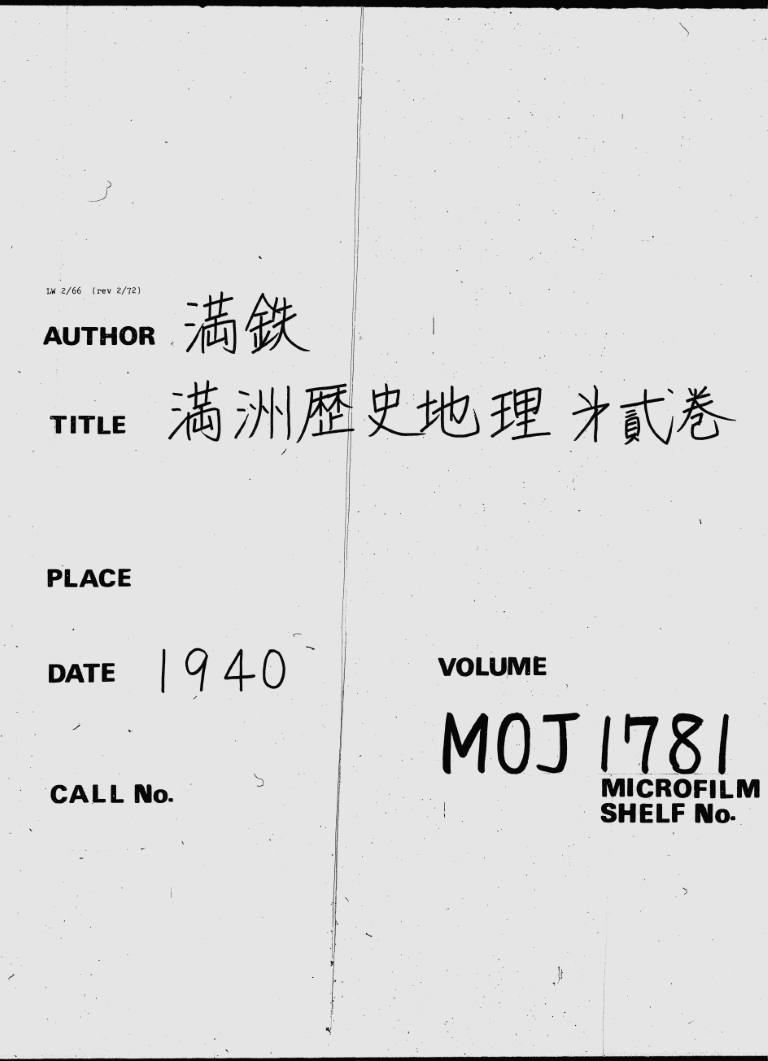 LW 2/66 (rev 2/72)
AUTHOR 満鉄
TITLE 満洲歴史地理 㐧貳巻
PLACE
DATE 1940
VOLUME
MOJ 1781
CALL No.
MICROFILM
SHELF No.